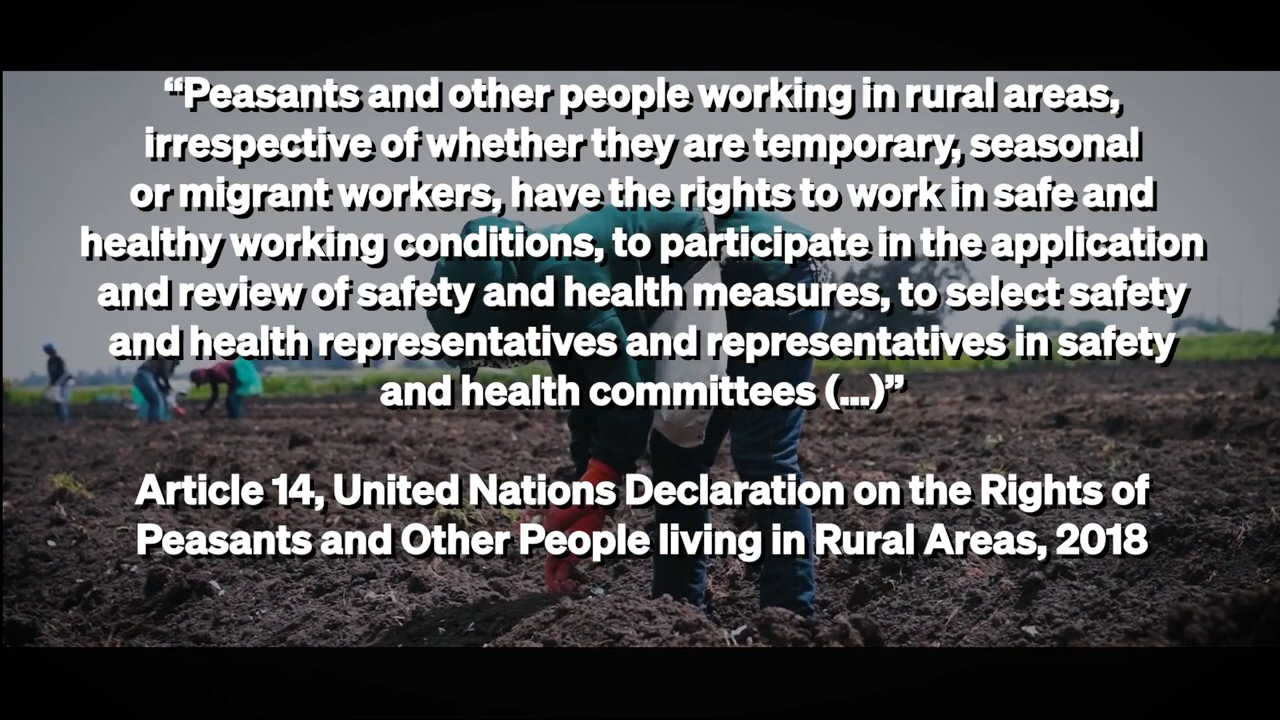 “Peasants and other people working in rural areas,
irrespective of whether they are temporary, seasonal
or migrant workers, have the rights to work in safe and
healthy working conditions, to participate in the application
and review of safety and health measures, to select safety
and health representatives and representatives in safety
and health committees (...)”
Article 14, United Nations Declaration on the Rights of
Peasants and Other People living in Rural Areas, 2018